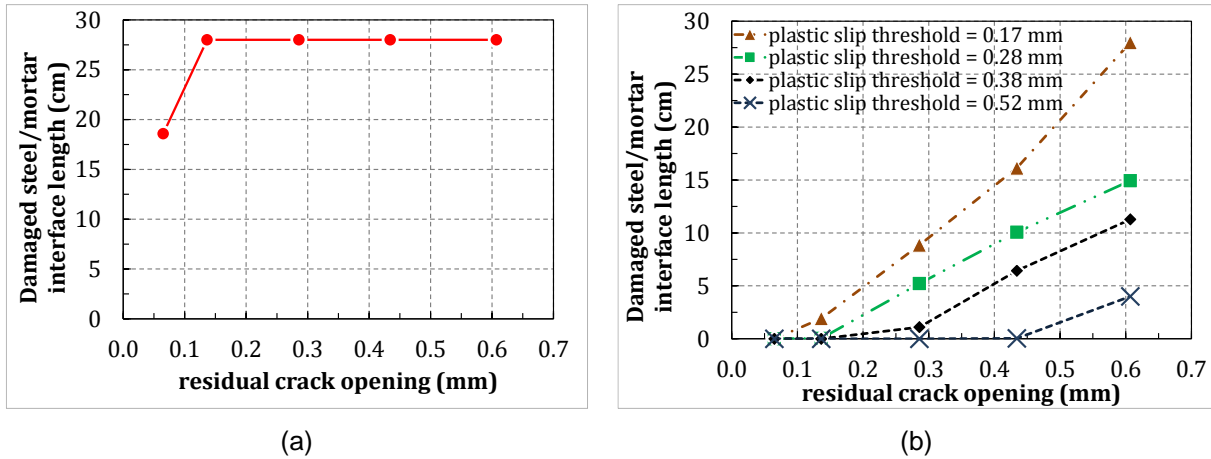 30
25
20
15
10
5
0
Damaged steel/mortar
interface length (cm)
0.0 0.1 0.2 0.3 0.4 0.5 0.6 0.7
residual crack opening (mm)
(a)
30
25
20
15
10
5
0
Damaged steel/mortar
interface length (cm)
plastic slip threshold = 0.17 mm
plastic slip threshold = 0.28 mm
plastic slip threshold = 0.38 mm
plastic slip threshold = 0.52 mm
0.0 0.1 0.2 0.3 0.4 0.5 0.6 0.7
residual crack opening (mm)
(b)